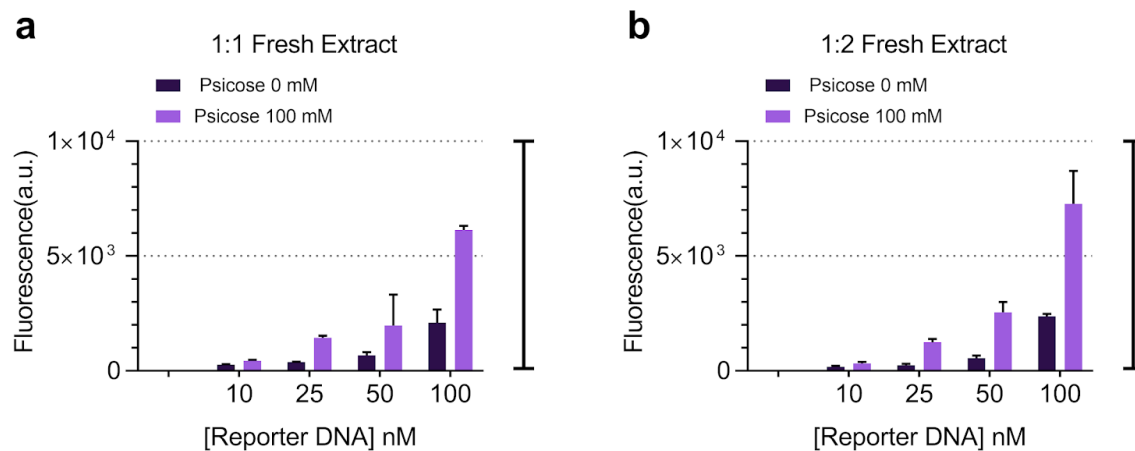 a
1:1 Fresh Extract
Psicose 0 mM
Psicose 100 mM
Fluorescence(a.u.)
1×10⁴
5×10³
0
10 25 50 100
[Reporter DNA] nM
b
1:2 Fresh Extract
Psicose 0 mM
Psicose 100 mM
Fluorescence(a.u.)
1×10⁴
5×10³
0
10 25 50 100
[Reporter DNA] nM